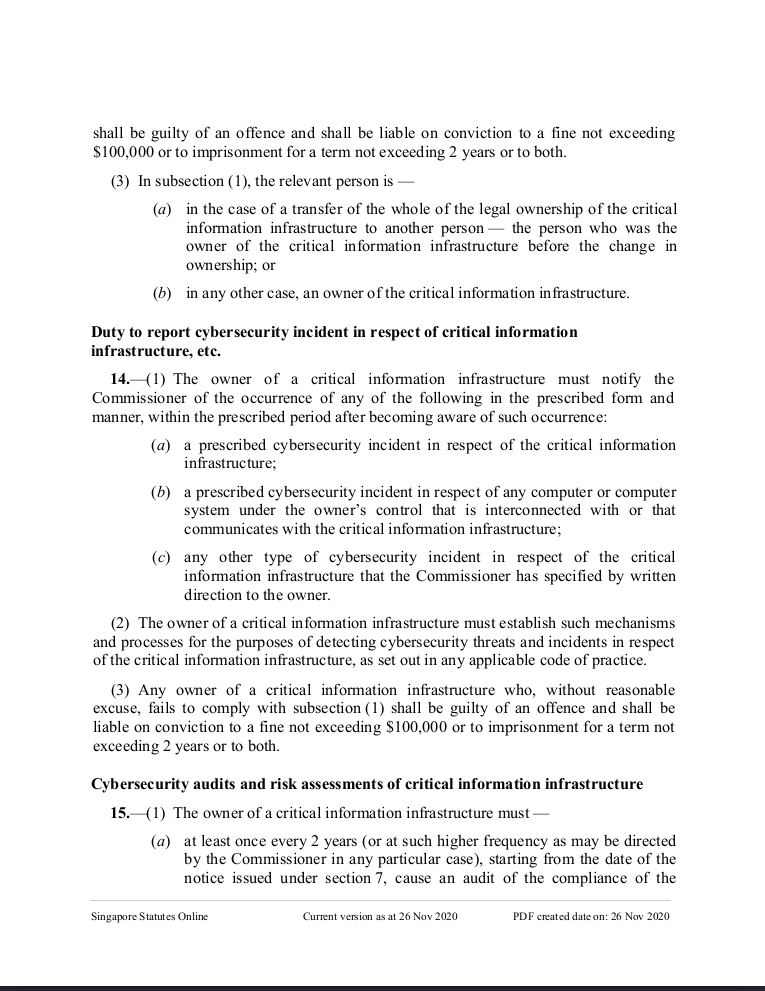 shall be guilty of an offence and shall be liable on conviction to a fine not exceeding
$100,000 or to imprisonment for a term not exceeding 2 years or to both.
(3) In subsection (1), the relevant person is —
(a) in the case of a transfer of the whole of the legal ownership of the critical
information infrastructure to another person — the person who was the
owner of the critical information infrastructure before the change in
ownership; or
(b) in any other case, an owner of the critical information infrastructure.
Duty to report cybersecurity incident in respect of critical information
infrastructure, etc.
14.—(1) The owner of a critical information infrastructure must notify the
Commissioner of the occurrence of any of the following in the prescribed form and
manner, within the prescribed period after becoming aware of such occurrence:
(a) a prescribed cybersecurity incident in respect of the critical information
infrastructure;
(b) a prescribed cybersecurity incident in respect of any computer or computer
system under the owner’s control that is interconnected with or that
communicates with the critical information infrastructure;
(c) any other type of cybersecurity incident in respect of the critical
information infrastructure that the Commissioner has specified by written
direction to the owner.
(2) The owner of a critical information infrastructure must establish such mechanisms
and processes for the purposes of detecting cybersecurity threats and incidents in respect
of the critical information infrastructure, as set out in any applicable code of practice.
(3) Any owner of a critical information infrastructure who, without reasonable
excuse, fails to comply with subsection (1) shall be guilty of an offence and shall be
liable on conviction to a fine not exceeding $100,000 or to imprisonment for a term not
exceeding 2 years or to both.
Cybersecurity audits and risk assessments of critical information infrastructure
15.—(1) The owner of a critical information infrastructure must —
(a) at least once every 2 years (or at such higher frequency as may be directed
by the Commissioner in any particular case), starting from the date of the
notice issued under section 7, cause an audit of the compliance of the
Singapore Statutes Online Current version as at 26 Nov 2020 PDF created date on: 26 Nov 2020